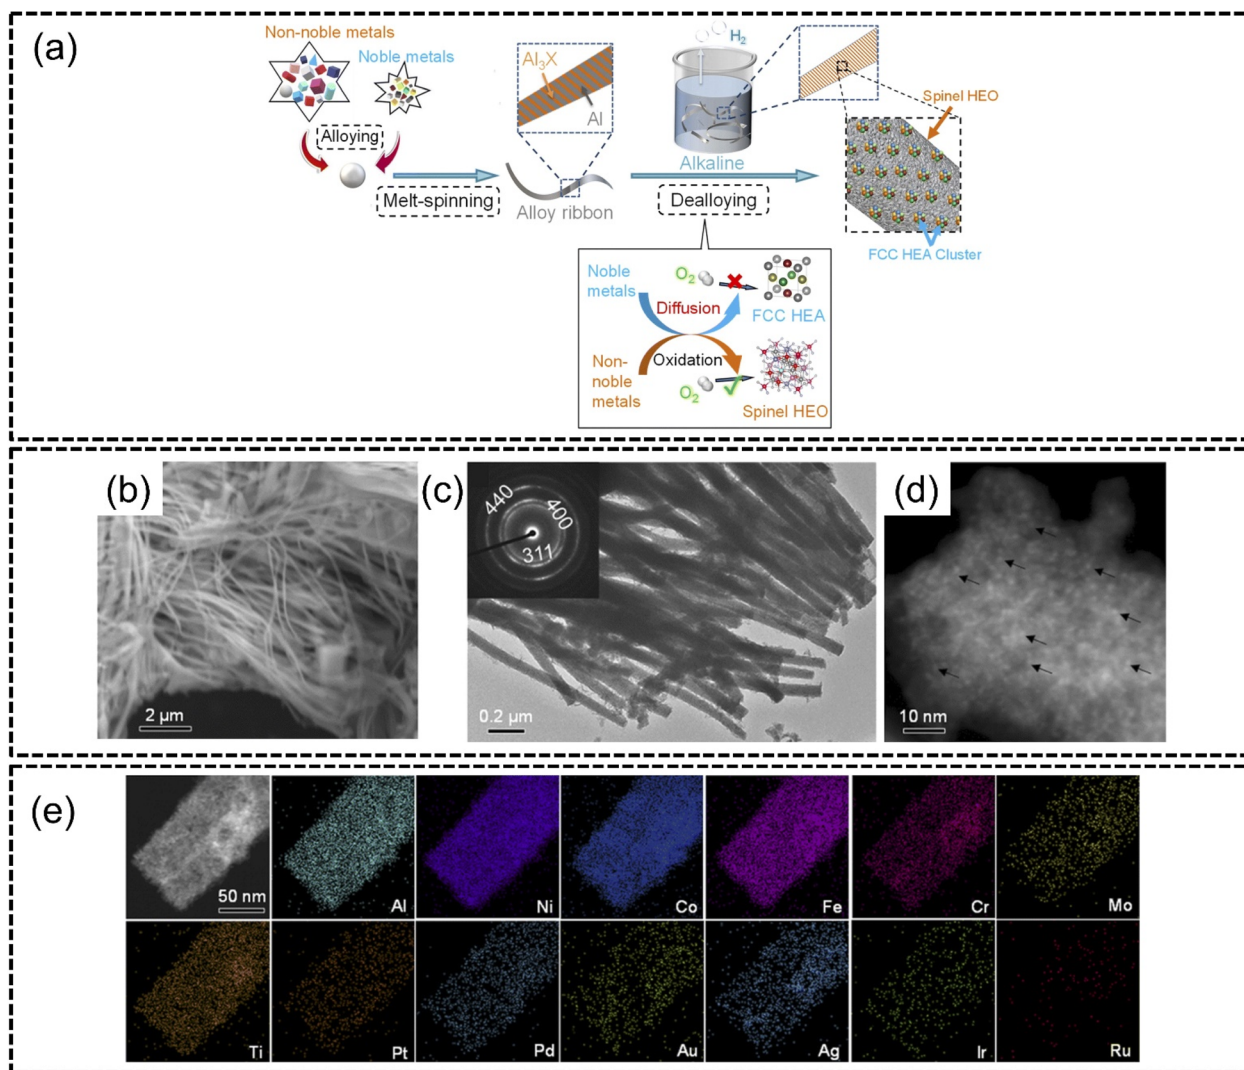 (a)
Non-noble metals
Noble metals
Alloying
Melt-spinning
Al₃X
Al
Alloy ribbon
H₂
Alkaline
Dealloying
Spinel HEO
FCC HEA Cluster
Noble
metals
O₂
Diffusion
FCC HEA
Non-
noble
metals
Oxidation
O₂
Spinel HEO
(b)
2 μm
(c)
440
400
311
0.2 μm
(d)
10 nm
(e)
50 nm
Al
Ni
Co
Fe
Cr
Mo
Ti
Pt
Pd
Au
Ag
Ir
Ru